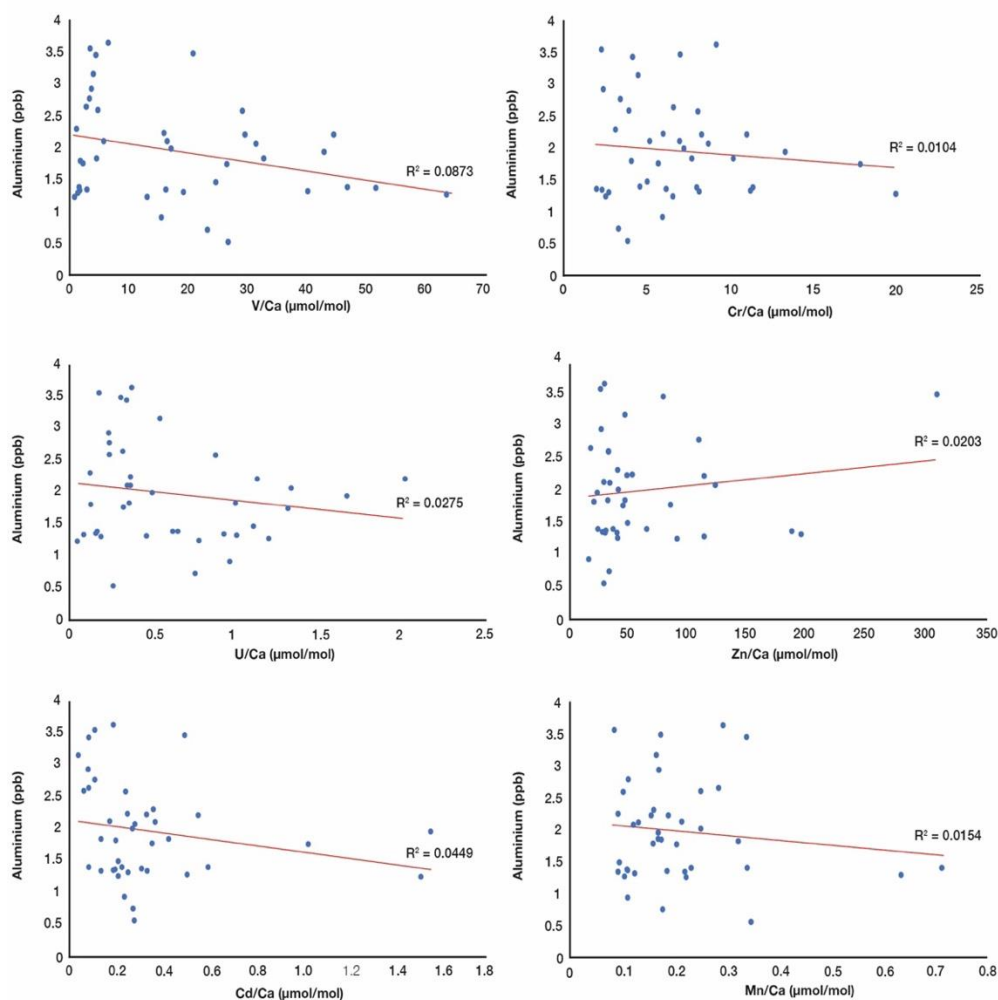 4
3.5
3
2.5
2
1.5
1
0.5
0
Aluminium (ppb)
R² = 0.0873
0 10 20 30 40 50 60 70
V/Ca (µmol/mol)
4
3.5
3
2.5
2
1.5
1
0.5
0
Aluminium (ppb)
R² = 0.0104
0 5 10 15 20 25
Cr/Ca (µmol/mol)
4
3.5
3
2.5
2
1.5
1
0.5
0
Aluminium (ppb)
R² = 0.0275
0 0.5 1 1.5 2 2.5
U/Ca (µmol/mol)
4
3.5
3
2.5
2
1.5
1
0.5
0
Aluminium (ppb)
R² = 0.0203
0 50 100 150 200 250 300 350
Zn/Ca (µmol/mol)
4
3.5
3
2.5
2
1.5
1
0.5
0
Aluminium (ppb)
R² = 0.0449
0 0.2 0.4 0.6 0.8 1 1.2 1.4 1.6 1.8
Cd/Ca (µmol/mol)
4
3.5
3
2.5
2
1.5
1
0.5
0
Aluminium (ppb)
R² = 0.0154
0 0.1 0.2 0.3 0.4 0.5 0.6 0.7 0.8
Mn/Ca (µmol/mol)